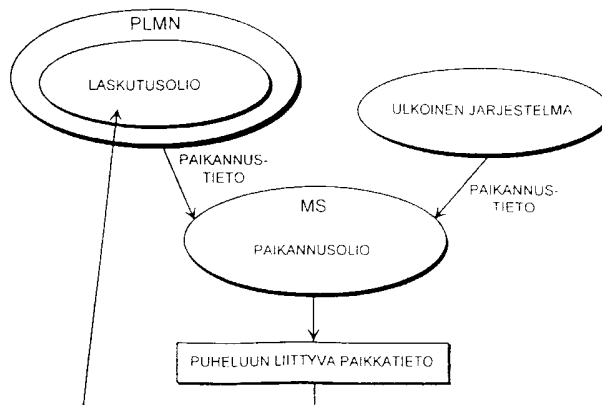 PLMN
LASKUTUSOLIO
ULKOINEN JARJESTELMA
PAIKANNUS-
TIETO
PAIKANNUS-
TIETO
MS
PAIKANNUSOLIO
PUHELUUN LIITTYVA PAIKKATIETO